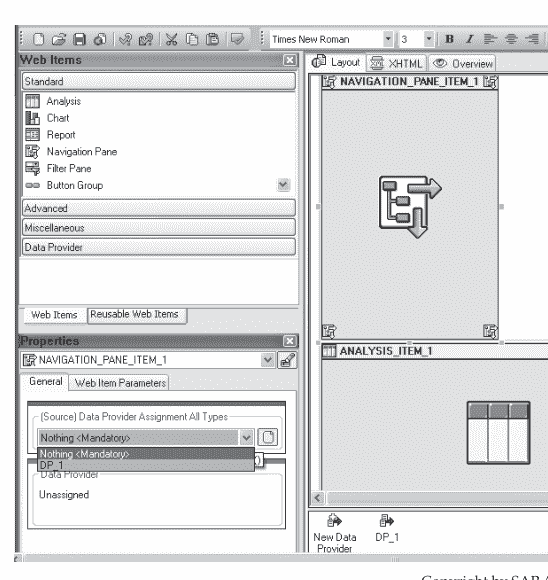 Times New Roman 3 B I
Web Items
Standard
Analysis
Chart
Report
Navigation Pane
Filter Pane
Button Group
Advanced
Miscellaneous
Data Provider
Web Items Reusable Web Items
Properties
NAVIGATION_PANE_ITEM_1
General Web Item Parameters
(Source) Data Provider Assignment All Types
Nothing <Mandatory>
Nothing <Mandatory>
DP_1
Data Provider
Unassigned
Layout XHTML Overview
NAVIGATION_PANE_ITEM_1
ANALYSIS_ITEM_1
New Data Provider
DP_1